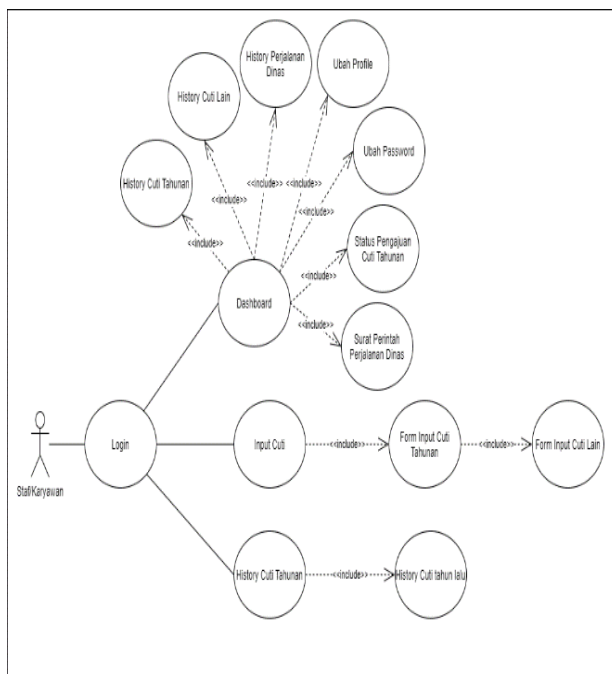 History Perjalanan
Dinas
Ubah Profile
History Cuti Lain
Ubah Password
History Cuti Tahunan
<<include>>
<<include>>
<<include>>
<<include>>
<<include>>
<<include>>
<<include>>
Status Pengajuan
Cuti Tahunan
Dashboard
Surat Perintah
Perjalanan Dinas
Staf/Karyawan
Login
Input Cuti
<<include>>
Form Input Cuti
Tahunan
<<include>>
Form Input Cuti Lain
History Cuti Tahunan
<<include>>
History Cuti tahun lalu